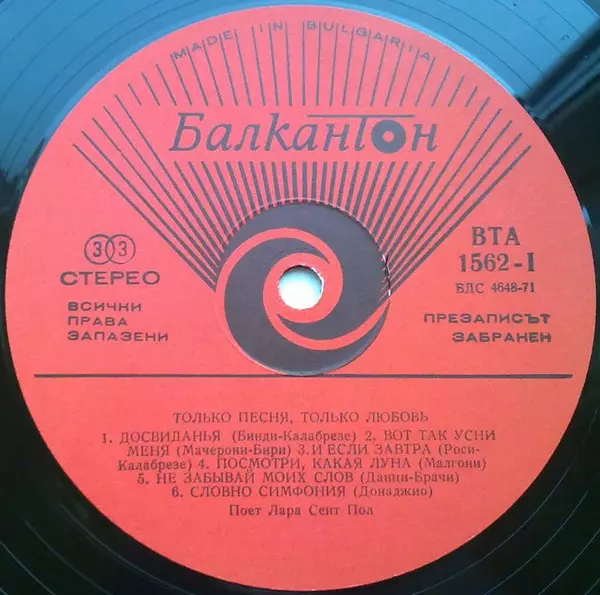 MADE IN BULGARIA
Балкантон
33
СТЕРЕО
ВСИЧКИ
ПРАВА
ЗАПАЗЕНИ
ВТА
1562-I
БДС 4648-71
ПРЕЗАПИСЪТ
ЗАБРАНЕН
ТОЛЬКО ПЕСНЯ, ТОЛЬКО ЛЮБОВЬ
1. ДОСВИДАНЬЯ (Бинди-Калабрезе) 2. ВОТ ТАК УСНИ
МЕНЯ (Мачерони-Бири) 3. И ЕСЛИ ЗАВТРА (Роси-
Калабрезе) 4. ПОСМОТРИ, КАКАЯ ЛУНА (Малгони)
5. НЕ ЗАБЫВАЙ МОИХ СЛОВ (Данци-Брачи)
6. СЛОВНО СИМФОНИЯ (Донаджио)
Поет Лара Сент Пол